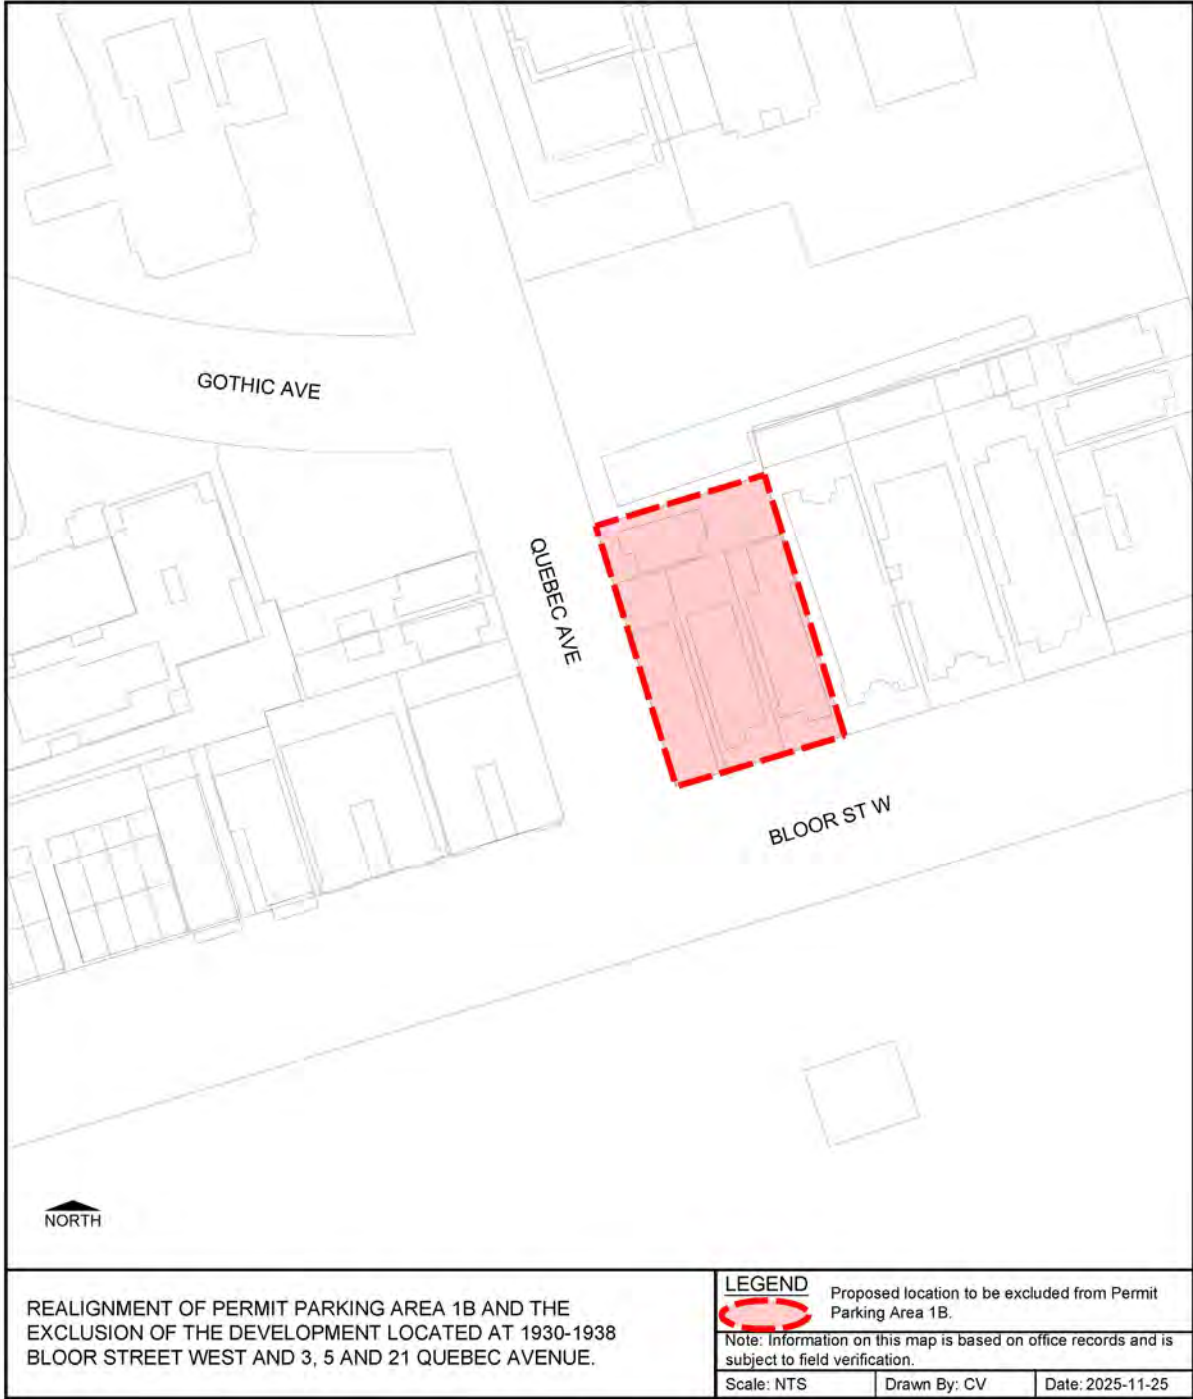 GOTHIC AVE
QUEBEC AVE
BLOOR ST W
NORTH
REALIGNMENT OF PERMIT PARKING AREA 1B AND THE
EXCLUSION OF THE DEVELOPMENT LOCATED AT 1930-1938
BLOOR STREET WEST AND 3, 5 AND 21 QUEBEC AVENUE.
LEGEND
Proposed location to be excluded from Permit
Parking Area 1B.
Note: Information on this map is based on office records and is
subject to field verification.
Scale: NTS
Drawn By: CV
Date: 2025-11-25